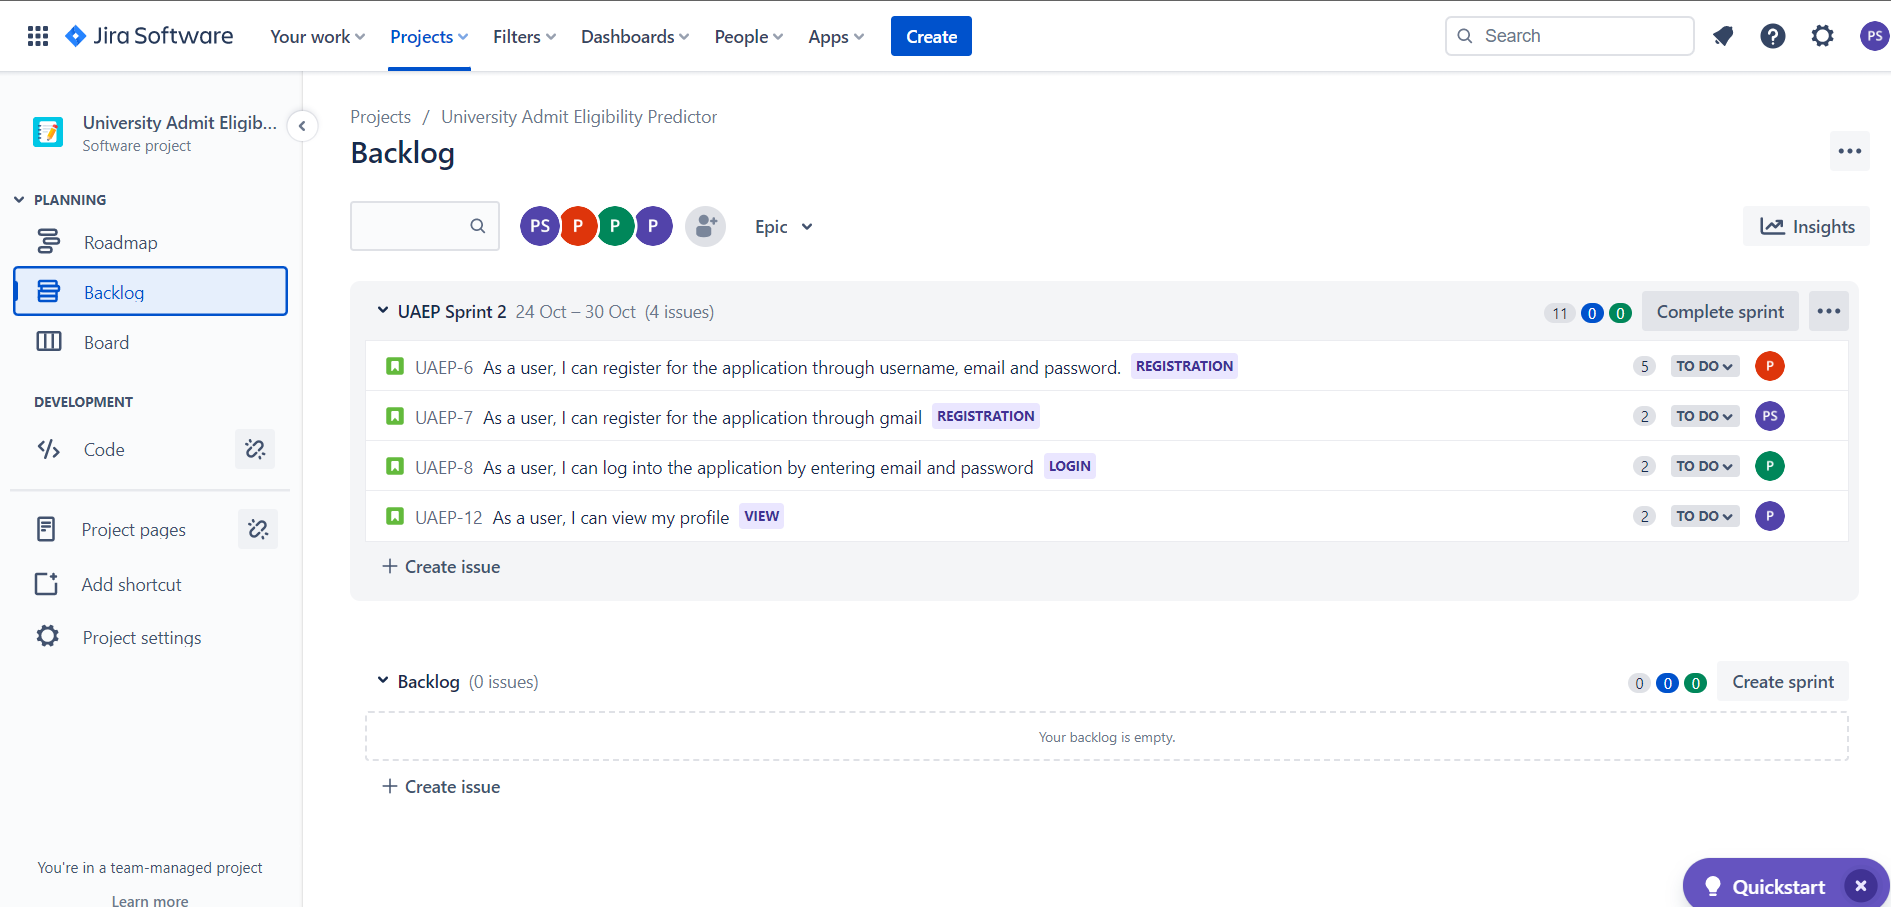 Jira Software Your work Projects Filters Dashboards People Apps Create Search PS
University Admit Eligib...
Software project
PLANNING
Roadmap
Backlog
Board
DEVELOPMENT
Code
Project pages
Add shortcut
Project settings
You're in a team-managed project
Learn more
Projects / University Admit Eligibility Predictor
Backlog
PS P P P Epic Insights
UAEP Sprint 2 24 Oct – 30 Oct (4 issues) 11 0 0 Complete sprint
UAEP-6 As a user, I can register for the application through username, email and password. REGISTRATION 5 TO DO P
UAEP-7 As a user, I can register for the application through gmail REGISTRATION 2 TO DO PS
UAEP-8 As a user, I can log into the application by entering email and password LOGIN 2 TO DO P
UAEP-12 As a user, I can view my profile VIEW 2 TO DO P
Create issue
Backlog (0 issues) 0 0 0 Create sprint
Your backlog is empty.
Create issue
Quickstart